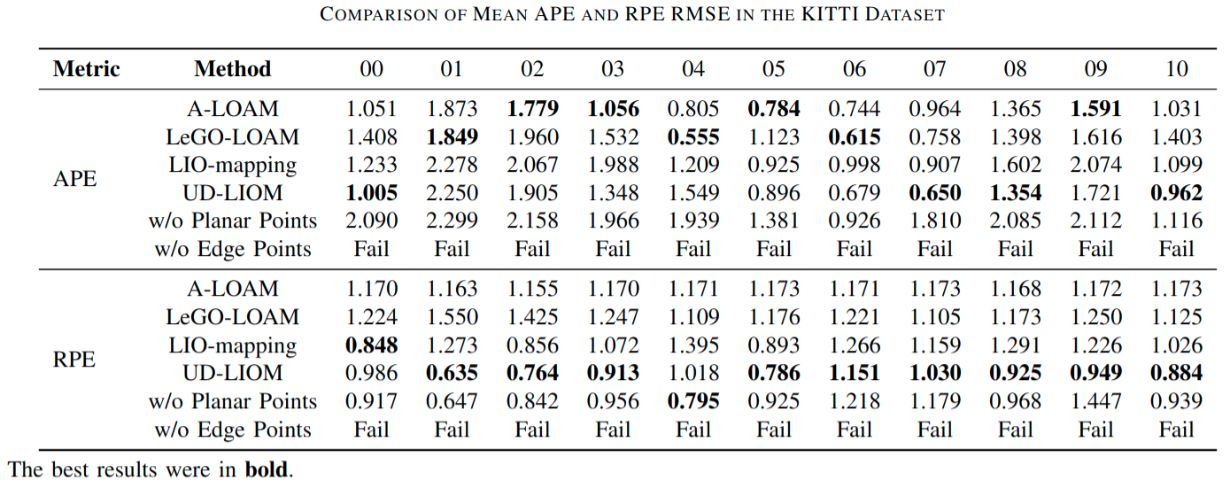 COMPARISON OF MEAN APE AND RPE RMSE IN THE KITTI DATASET
Metric Method 00 01 02 03 04 05 06 07 08 09 10
APE
A-LOAM 1.051 1.873 1.779 1.056 0.805 0.784 0.744 0.964 1.365 1.591 1.031
LeGO-LOAM 1.408 1.849 1.960 1.532 0.555 1.123 0.615 0.758 1.398 1.616 1.403
LIO-mapping 1.233 2.278 2.067 1.988 1.209 0.925 0.998 0.907 1.602 2.074 1.099
UD-LIOM 1.005 2.250 1.905 1.348 1.549 0.896 0.679 0.650 1.354 1.721 0.962
w/o Planar Points 2.090 2.299 2.158 1.966 1.939 1.381 0.926 1.810 2.085 2.112 1.116
w/o Edge Points Fail Fail Fail Fail Fail Fail Fail Fail Fail Fail Fail
RPE
A-LOAM 1.170 1.163 1.155 1.170 1.171 1.173 1.171 1.173 1.168 1.172 1.173
LeGO-LOAM 1.224 1.550 1.425 1.247 1.109 1.176 1.221 1.105 1.173 1.250 1.125
LIO-mapping 0.848 1.273 0.856 1.072 1.395 0.893 1.266 1.159 1.291 1.226 1.026
UD-LIOM 0.986 0.635 0.764 0.913 1.018 0.786 1.151 1.030 0.925 0.949 0.884
w/o Planar Points 0.917 0.647 0.842 0.956 0.795 0.925 1.218 1.179 0.968 1.447 0.939
w/o Edge Points Fail Fail Fail Fail Fail Fail Fail Fail Fail Fail Fail
The best results were in bold.